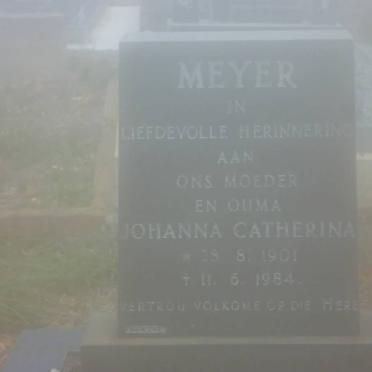 MEYER
IN
LIEFDEVOLLE HERINNERING
AAN
ONS MOEDER
EN OUMA
JOHANNA CATHERINA
* 28. 8. 1901
† 11. 6. 1984.
VERTROU VOLKOME OP DIE HERE